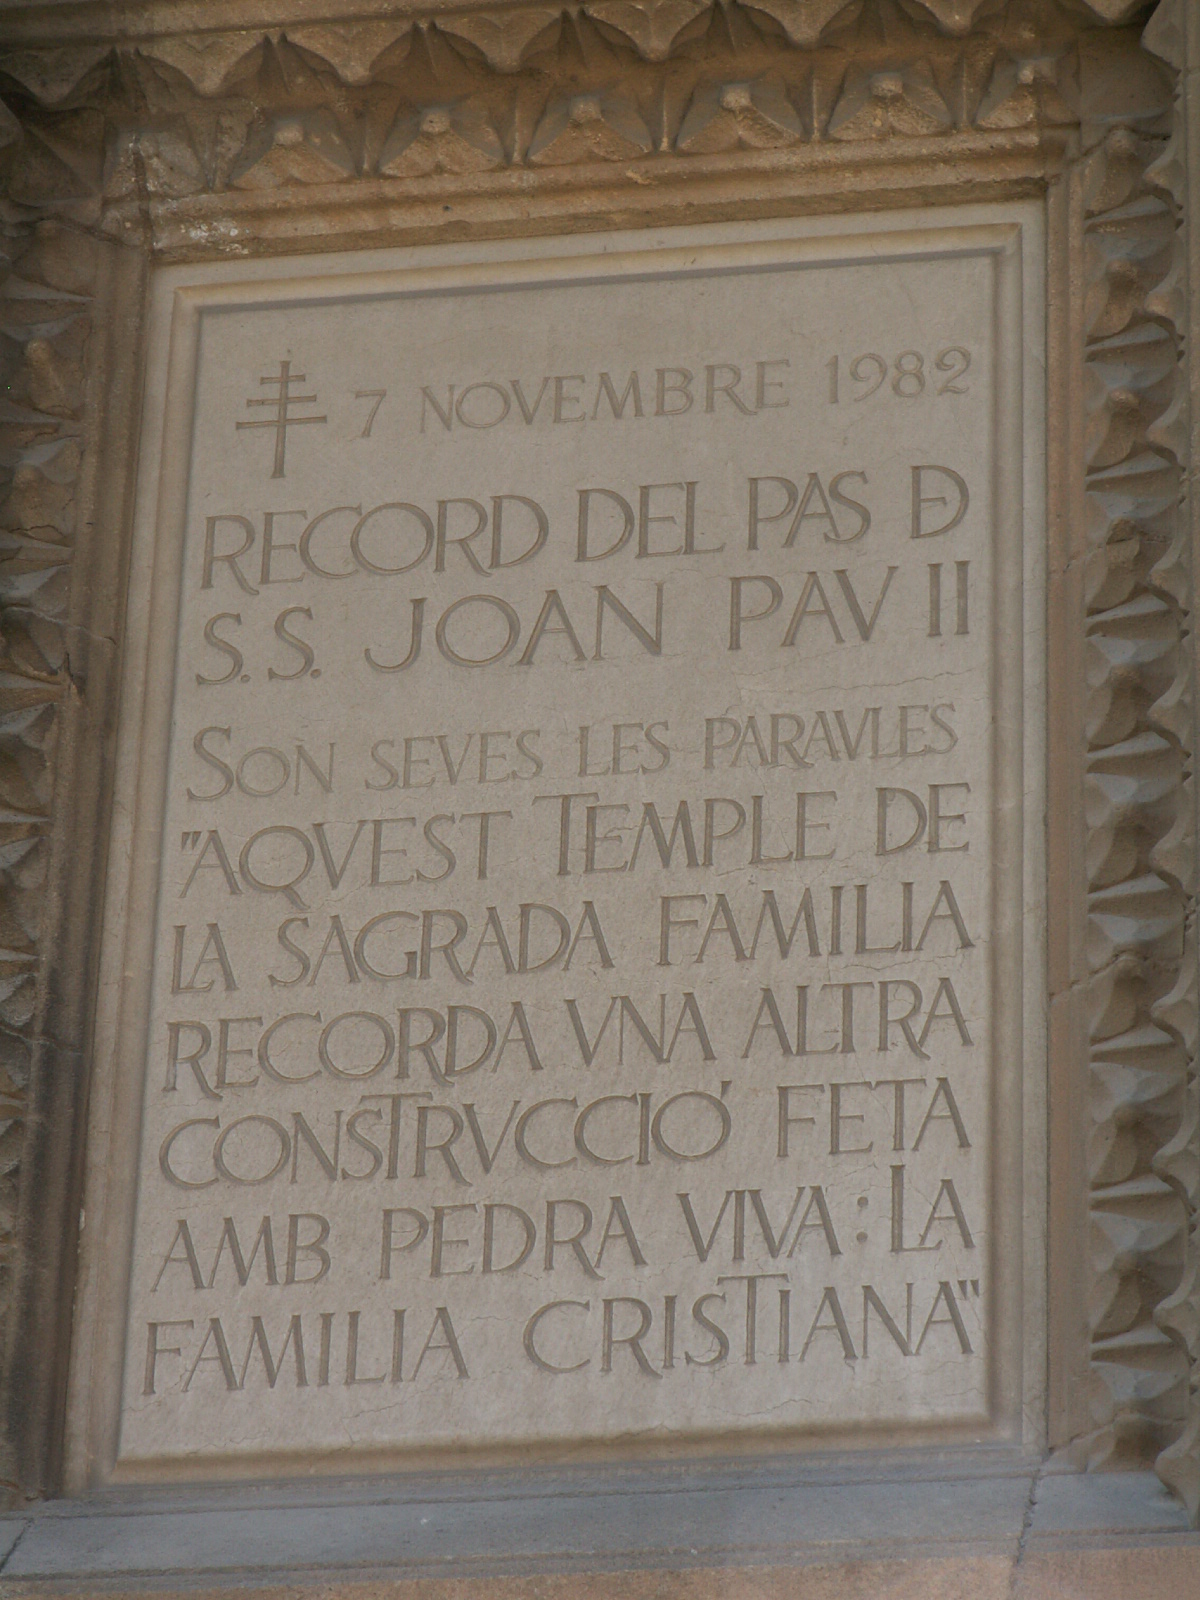 7 NOVEMBRE 1982
RECORD DEL PAS DE
S.S. JOAN PAV II
SON SEVES LES PARAVLES
"AQVEST TEMPLE DE
LA SAGRADA FAMILIA
RECORDA VNA ALTRA
CONSTRVCCIÓ FETA
AMB PEDRA VIVA: LA
FAMILIA CRISTIANA"